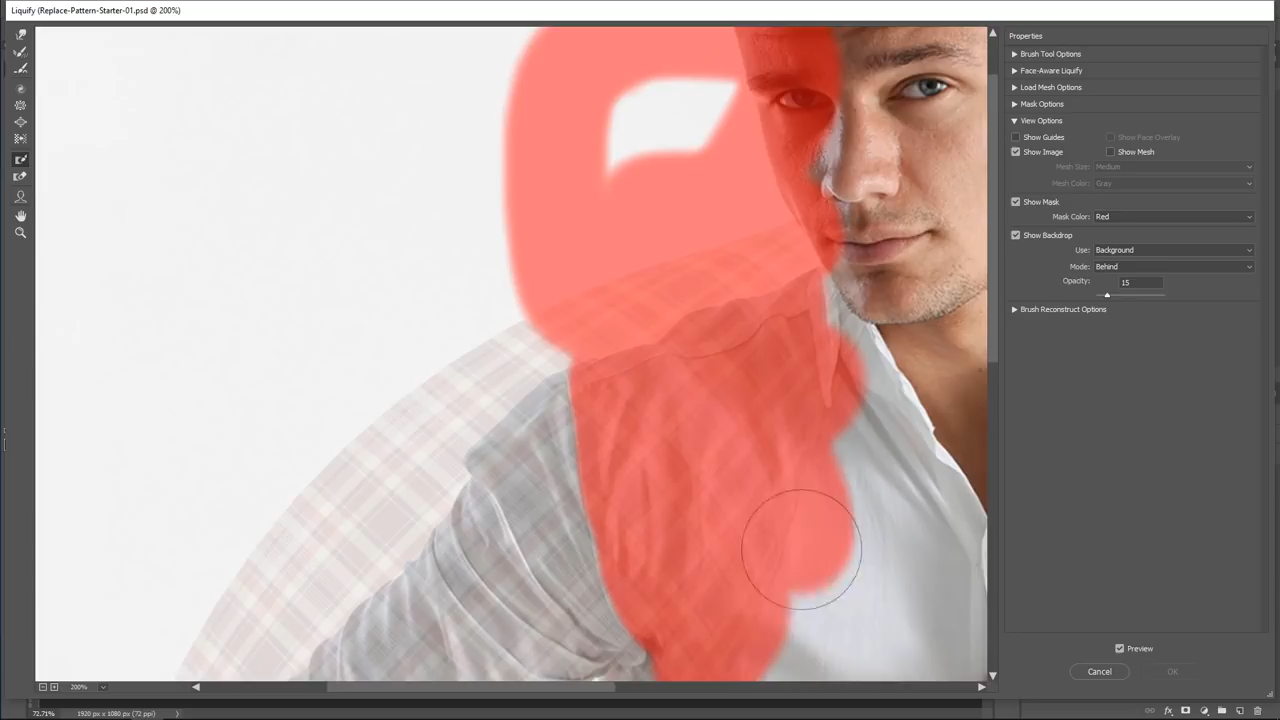 Liquify (Replace-Pattern-Starter-01.psd @ 200%)
Properties
Brush Tool Options
Face-Aware Liquify
Load Mesh Options
Mask Options
View Options
Show Guides
Show Face Overlay
Show Image
Show Mesh
Mesh Size: Medium
Mesh Color: Gray
Show Mask
Mask Color: Red
Show Backdrop
Use: Background
Mode: Behind
Opacity: 15
Brush Reconstruct Options
Preview
Cancel
OK
200%
72.71% 1920 px x 1080 px (72 ppi)
fx